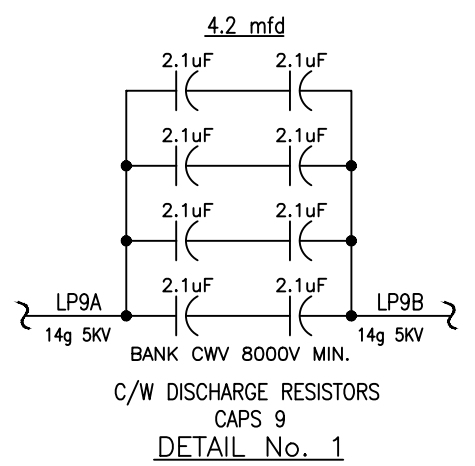 4.2 mfd
2.1uF 2.1uF
2.1uF 2.1uF
2.1uF 2.1uF
2.1uF 2.1uF
LP9A LP9B
14g 5KV 14g 5KV
BANK CWV 8000V MIN.
C/W DISCHARGE RESISTORS
CAPS 9
DETAIL No. 1